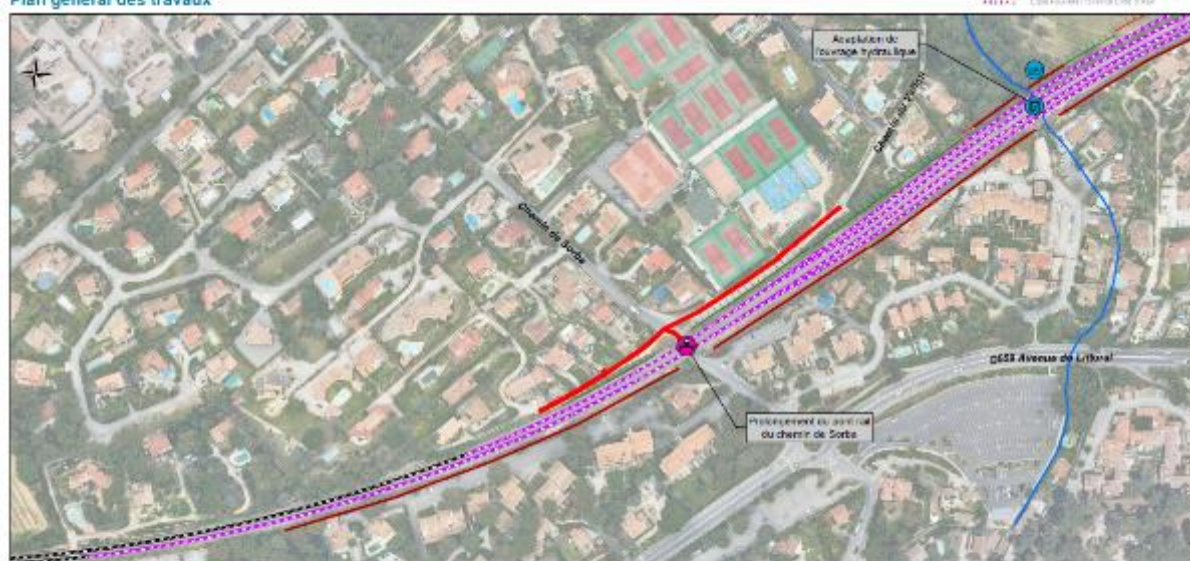 Plan général des travaux
Adaptation de
l'ouvrage hydraulique
Chemin de Sorba
D559 Avenue du Littoral
Prolongement du pont rail
du chemin de Sorba